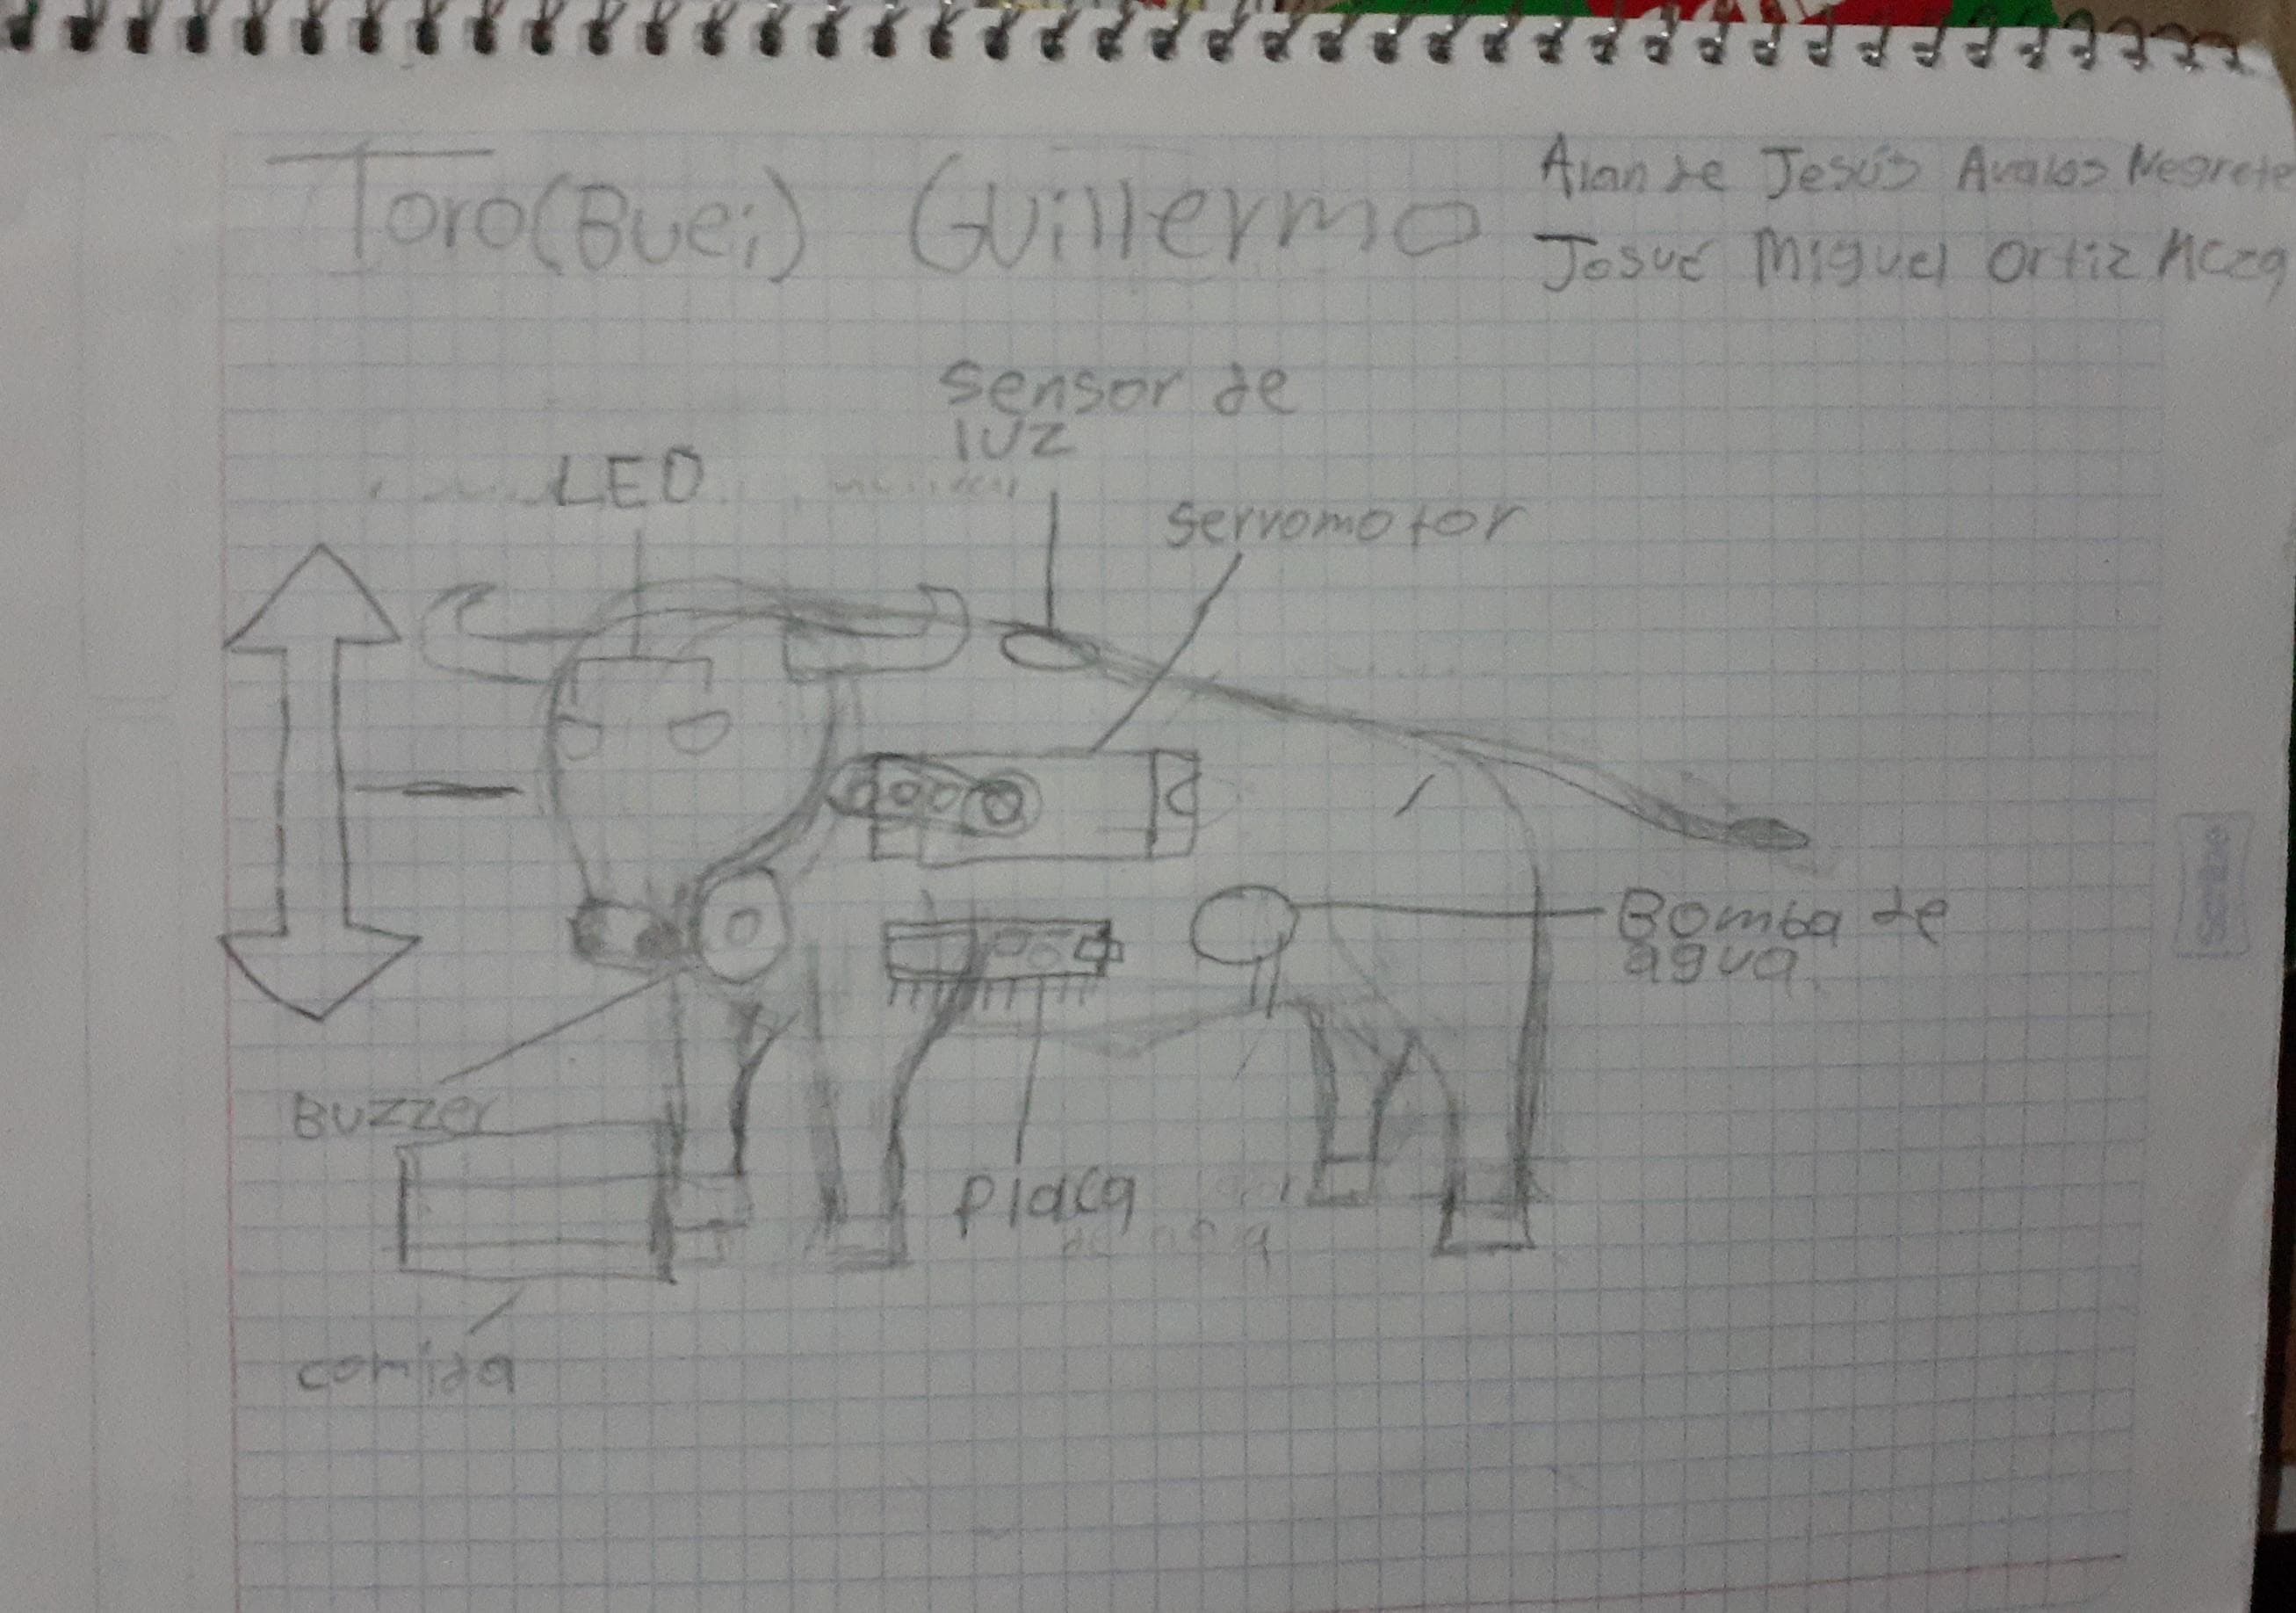 Toro(Buei) Guillermo
Alan de Jesús Avalos Negrete
Josué Miguel Ortiz
sensor de
luz
LED
servomotor
Bomba de
agua
Buzzer
placa
comida
Scribe